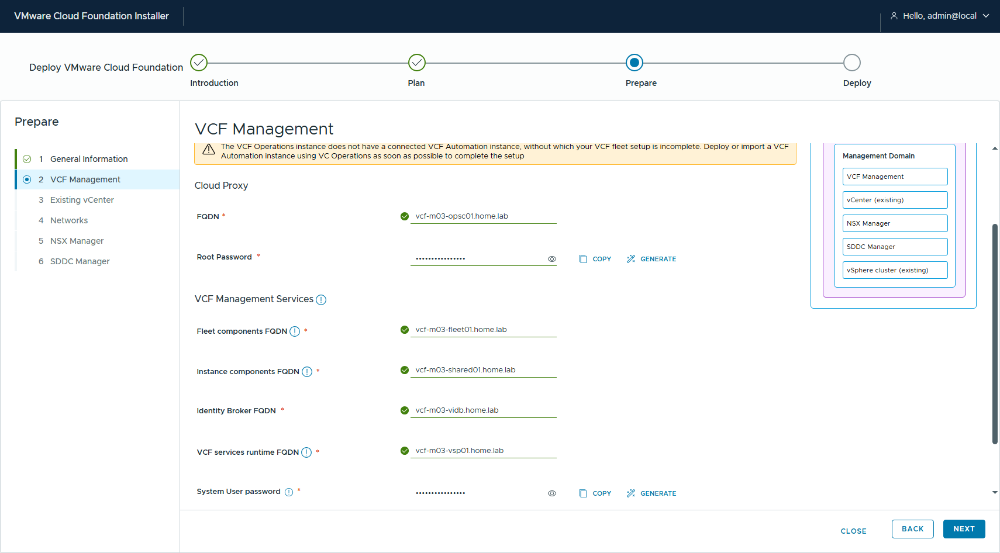 VMware Cloud Foundation Installer
Hello, admin@local
Deploy VMware Cloud Foundation
Introduction
Plan
Prepare
Deploy
Prepare
1 General Information
2 VCF Management
3 Existing vCenter
4 Networks
5 NSX Manager
6 SDDC Manager
VCF Management
The VCF Operations instance does not have a connected VCF Automation instance, without which your VCF fleet setup is incomplete. Deploy or import a VCF
Automation instance using VC Operations as soon as possible to complete the setup
Cloud Proxy
FQDN *
vcf-m03-opsc01.home.lab
Root Password *
••••••••••••••••
COPY
GENERATE
VCF Management Services
Fleet components FQDN *
vcf-m03-fleet01.home.lab
Instance components FQDN *
vcf-m03-shared01.home.lab
Identity Broker FQDN *
vcf-m03-vidb.home.lab
VCF services runtime FQDN *
vcf-m03-vsp01.home.lab
System User password *
••••••••••••••••
COPY
GENERATE
Management Domain
VCF Management
vCenter (existing)
NSX Manager
SDDC Manager
vSphere cluster (existing)
CLOSE
BACK
NEXT